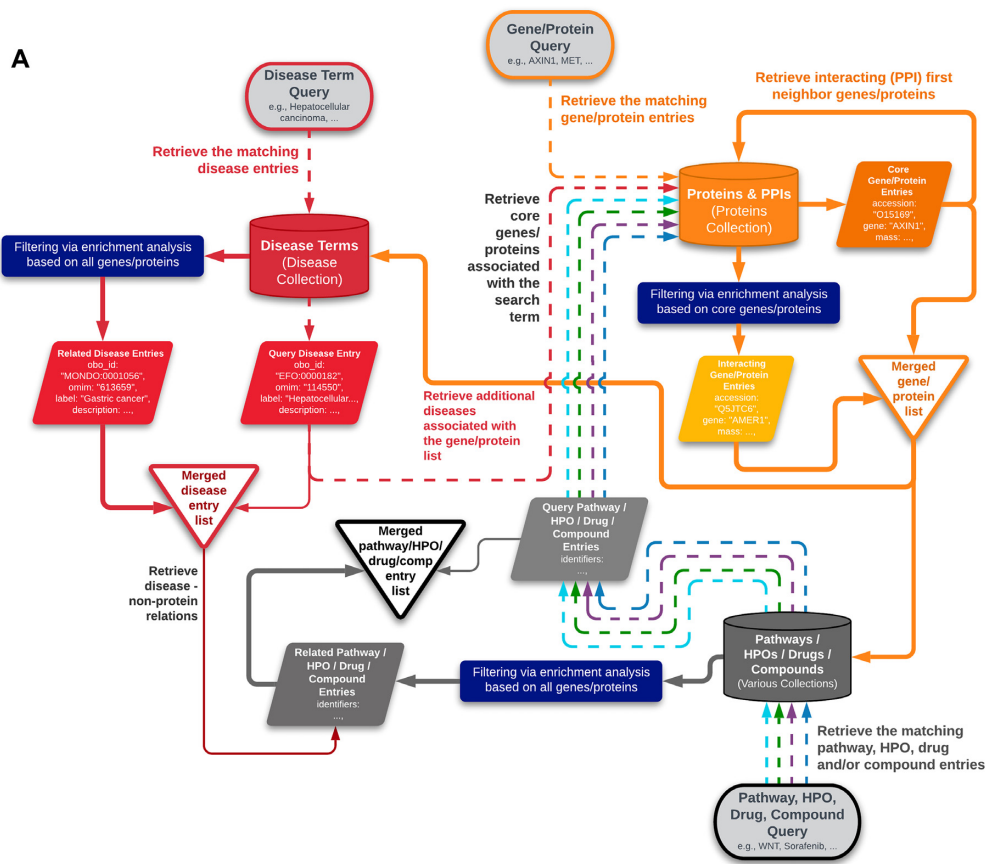 A
Gene/Protein
Query
e.g., AXIN1, MET, ...
Disease Term
Query
e.g., Hepatocellular
cancinoma, ...
Retrieve the matching
disease entries
Retrieve the matching
gene/protein entries
Retrieve interacting (PPI) first
neighbor genes/proteins
Proteins & PPIs
(Proteins
Collection)
Core
Gene/Protein
Entries
accession:
"O15169",
gene: "AXIN1",
mass: ...,
Retrieve
core
genes/
proteins
associated
with the
search
term
Filtering via enrichment analysis
based on all genes/proteins
Disease Terms
(Disease
Collection)
Filtering via enrichment analysis
based on core genes/proteins
Related Disease Entries
obo_id:
"MONDO:0001056",
omim: "613659",
label: "Gastric cancer",
description: ...,
Query Disease Entry
obo_id:
"EFO:0000182",
omim: "114550",
label: "Hepatocellular...,
description: ...,
Interacting
Gene/Protein
Entries
accession:
"Q5JTC6",
gene: "AMER1",
mass: ...,
Merged
gene/
protein
list
Retrieve additional
diseases
associated with
the gene/protein
list
Merged
disease
entry
list
Merged
pathway/HPO/
drug/comp
entry
list
Query Pathway /
HPO / Drug /
Compound
Entries
identifiers:
...,
Retrieve
disease -
non-protein
relations
Related Pathway /
HPO / Drug /
Compound
Entries
identifiers:
...,
Filtering via enrichment analysis
based on all genes/proteins
Pathways /
HPOs / Drugs /
Compounds
(Various Collections)
Retrieve the matching
pathway, HPO, drug
and/or compound entries
Pathway, HPO,
Drug, Compound
Query
e.g., WNT, Sorafenib, ...